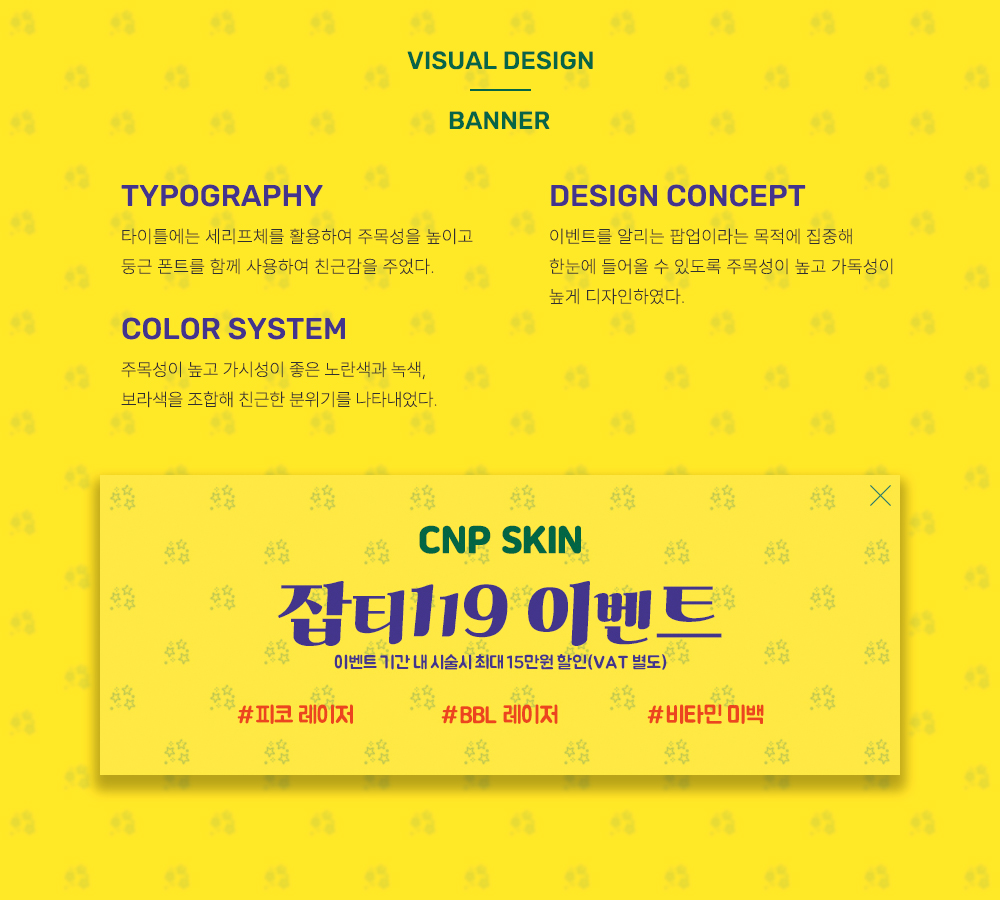 VISUAL DESIGN
BANNER
TYPOGRAPHY
타이틀에는 세리프체를 활용하여 주목성을 높이고
둥근 폰트를 함께 사용하여 친근감을 주었다.
COLOR SYSTEM
주목성이 높고 가시성이 좋은 노란색과 녹색,
보라색을 조합해 친근한 분위기를 나타내었다.
DESIGN CONCEPT
이벤트를 알리는 팝업이라는 목적에 집중해
한눈에 들어올 수 있도록 주목성이 높고 가독성이
높게 디자인하였다.
CNP SKIN
잡티119 이벤트
이벤트 기간 내 시술시 최대 15만원 할인(VAT 별도)
#피코 레이저 #BBL 레이저 #비타민 미백